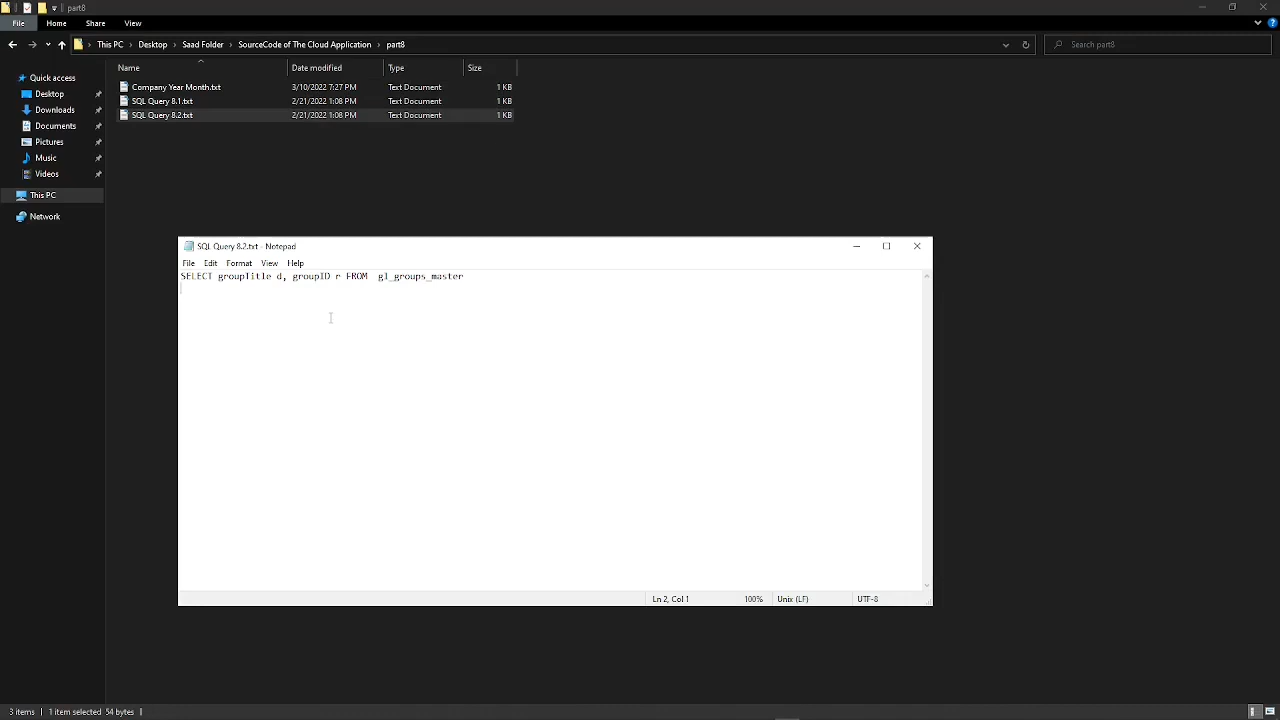 part8
File Home Share View
This PC Desktop Saad Folder SourceCode of The Cloud Application part8
Search part8
Name Date modified Type Size
Company Year Month.txt 3/10/2022 7:27 PM Text Document 1 KB
SQL Query 8.1.txt 2/21/2022 1:08 PM Text Document 1 KB
SQL Query 8.2.txt 2/21/2022 1:08 PM Text Document 1 KB
Quick access
Desktop
Downloads
Documents
Pictures
Music
Videos
This PC
Network
SQL Query 8.2.txt - Notepad
File Edit Format View Help
SELECT groupTitle d, groupID r FROM  gl_groups_master
Ln 2, Col 1 100% Unix (LF) UTF-8
3 items 1 item selected 54 bytes